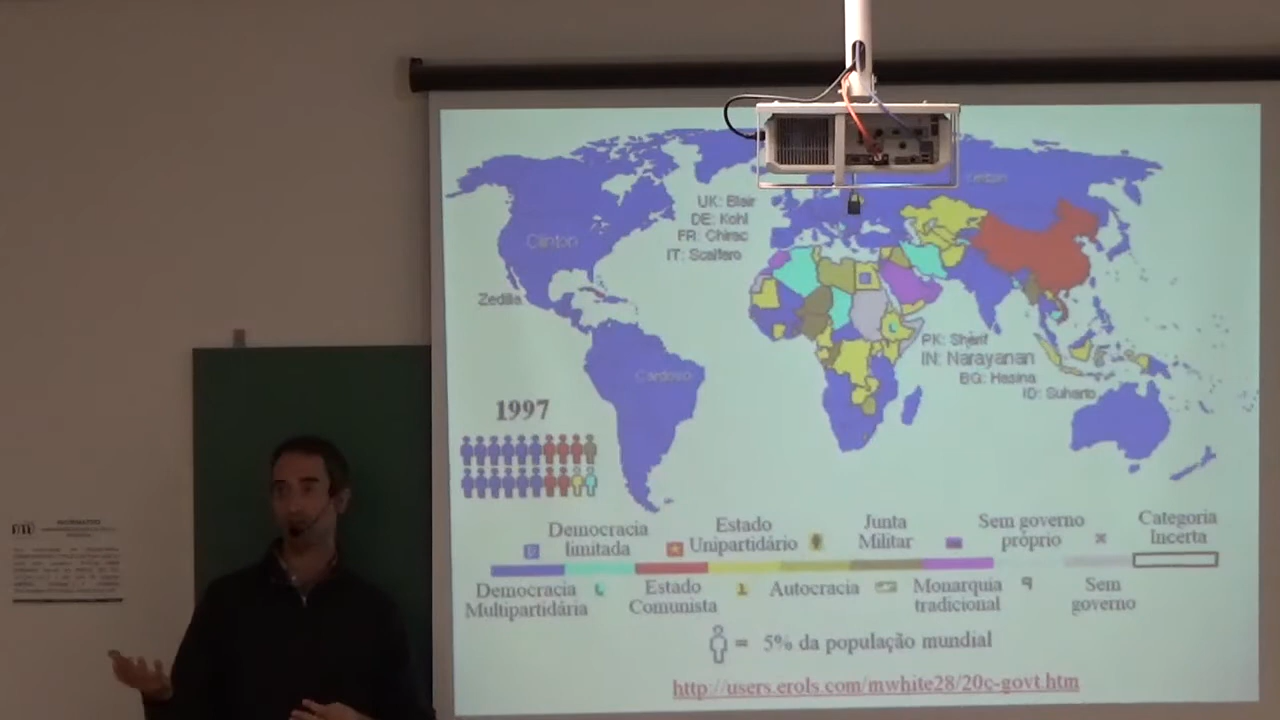 Clinton
UK: Blair
DE: Kohl
FR: Chirac
IT: Scalfaro
Zedillo
Cardoso
PK: Sherif
IN: Narayanan
BG: Hasina
ID: Suharto
1997
Democracia
limitada
Estado
Unipartidário
Junta
Militar
Sem governo
próprio
Categoria
Incerta
Democracia
Multipartidária
Estado
Comunista
Autocracia
Monarquia
tradicional
Sem
governo
= 5% da população mundial
http://users.erols.com/mwhite28/20c-govt.htm